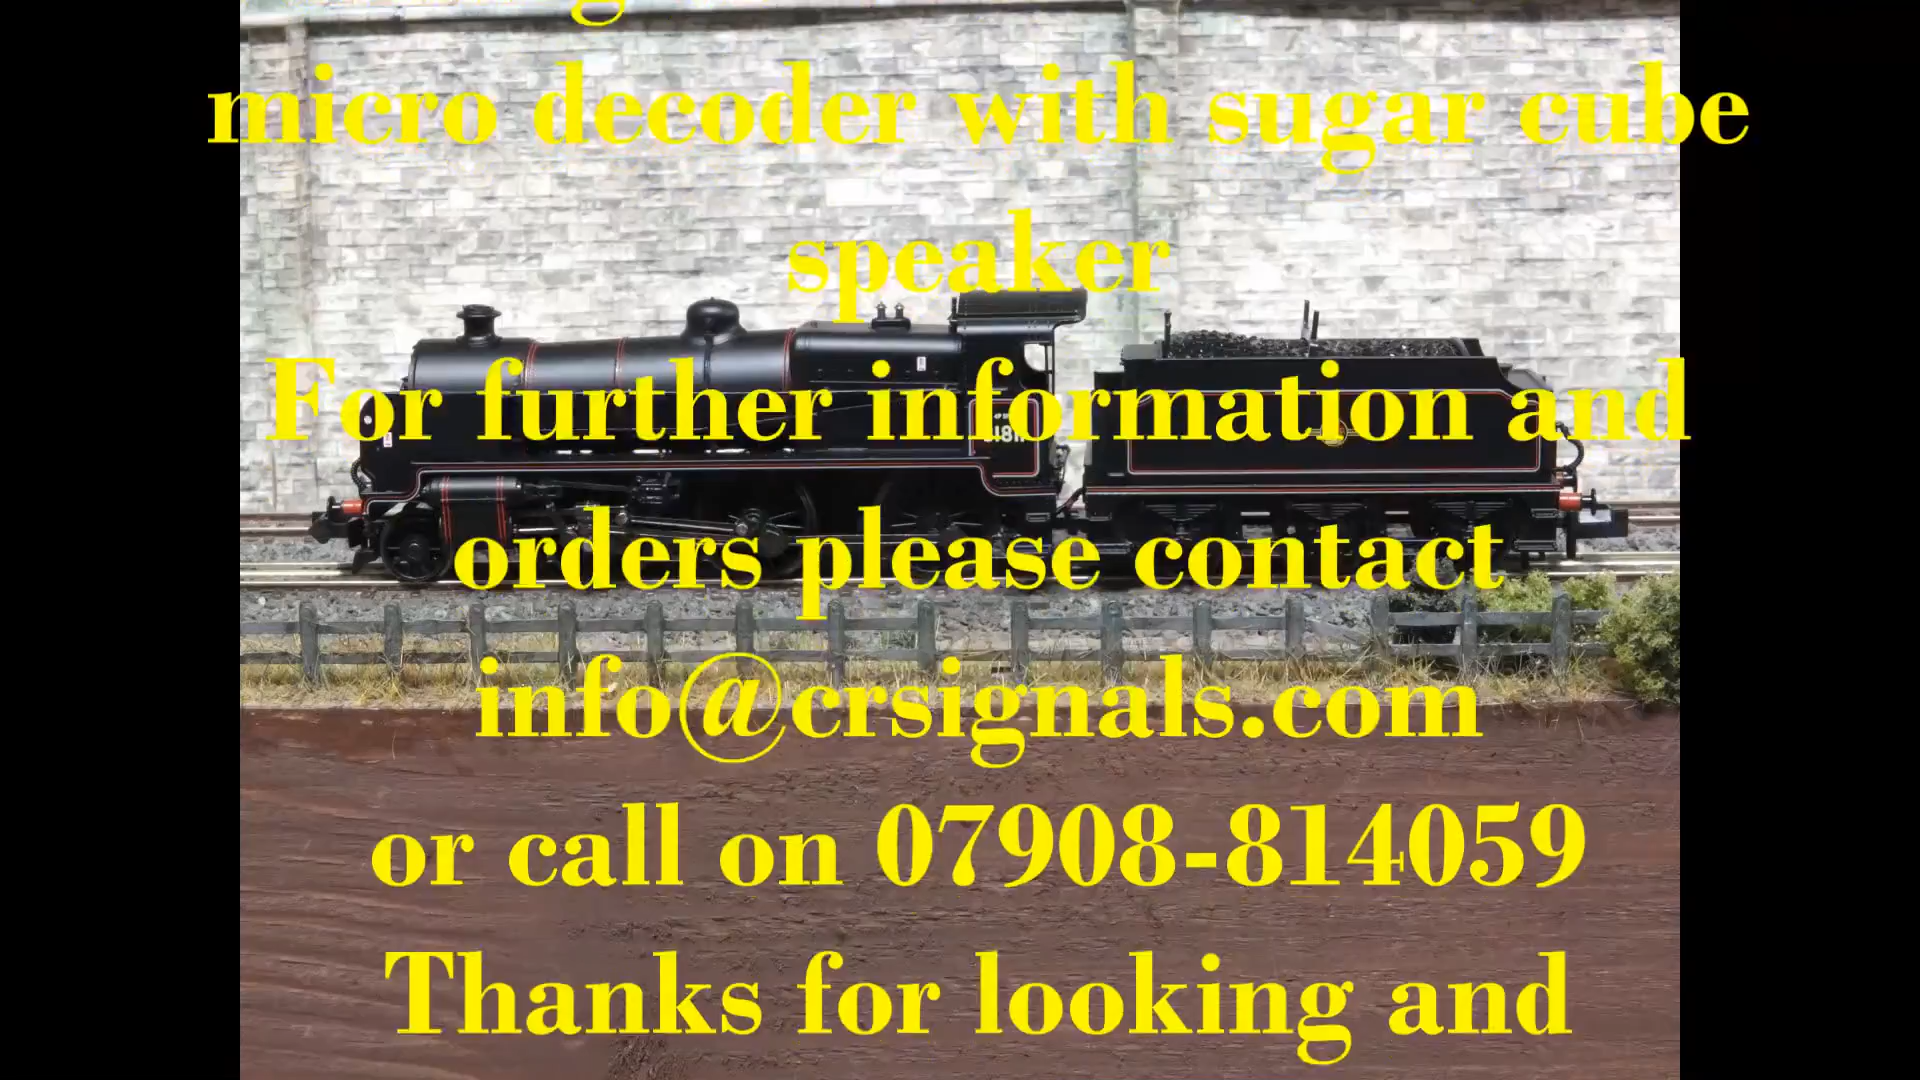 micro decoder with sugar cube
speaker
For further information and
orders please contact
info@crsignals.com
or call on 07908-814059
Thanks for looking and